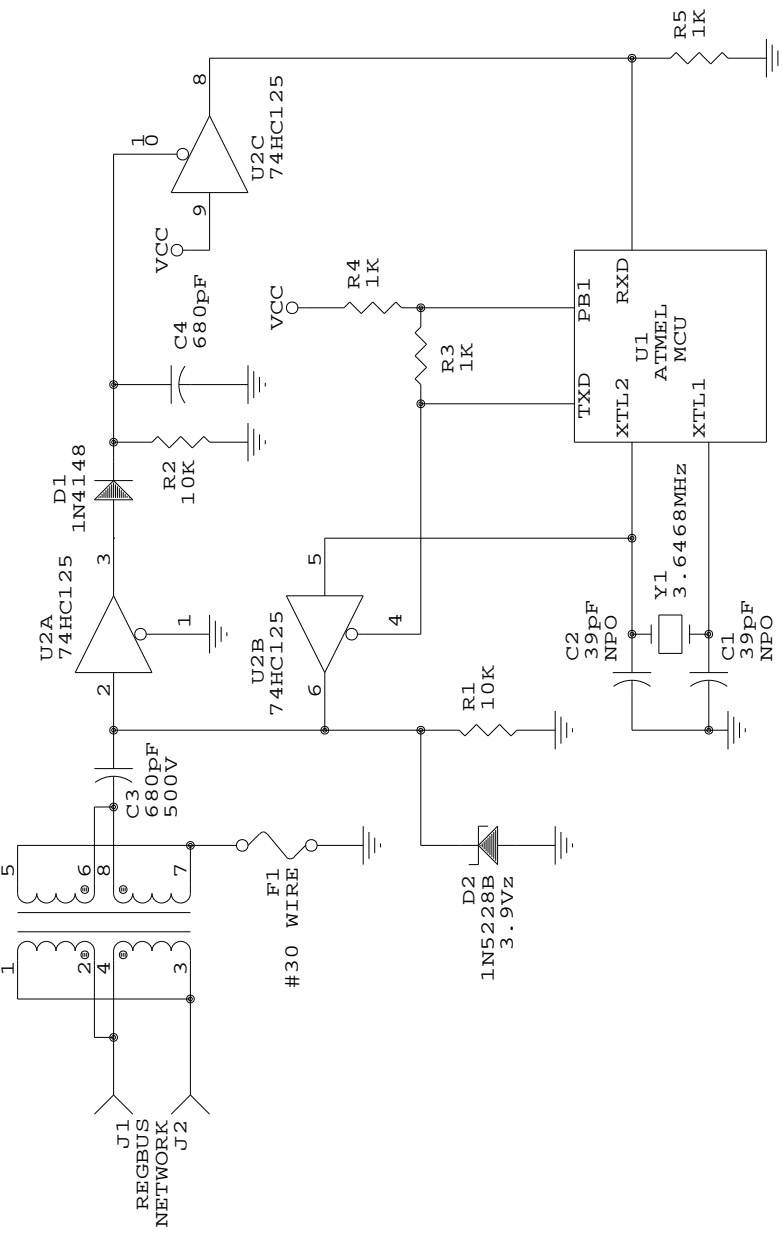 J1
REGBUS
NETWORK
J2
1
2
4
3
5
6
8
7
C3
680pF
500V
F1
#30 WIRE
2
U2A
74HC125
3
1
D1
1N4148
R2
10K
C4
680pF
VCC
9
10
8
U2C
74HC125
6
U2B
74HC125
5
4
D2
1N5228B
3.9Vz
R1
10K
VCC
R4
1K
R3
1K
TXD
PB1
XTL2
RXD
U1
ATMEL
MCU
XTL1
C2
39pF
NPO
Y1
3.6468MHz
C1
39pF
NPO
R5
1K